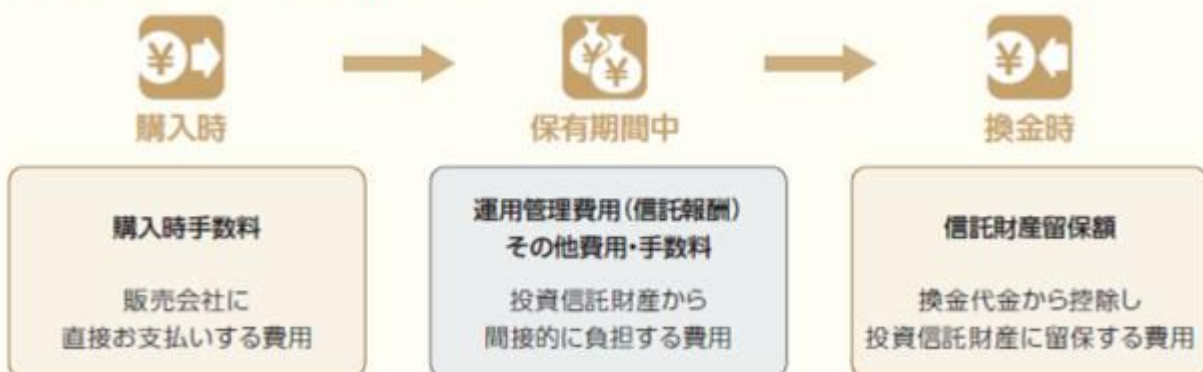 購入時
保有期間中
換金時
購入時手数料
販売会社に
直接お支払いする費用
運用管理費用(信託報酬)
その他費用・手数料
投資信託財産から
間接的に負担する費用
信託財産留保額
換金代金から控除し
投資信託財産に留保する費用